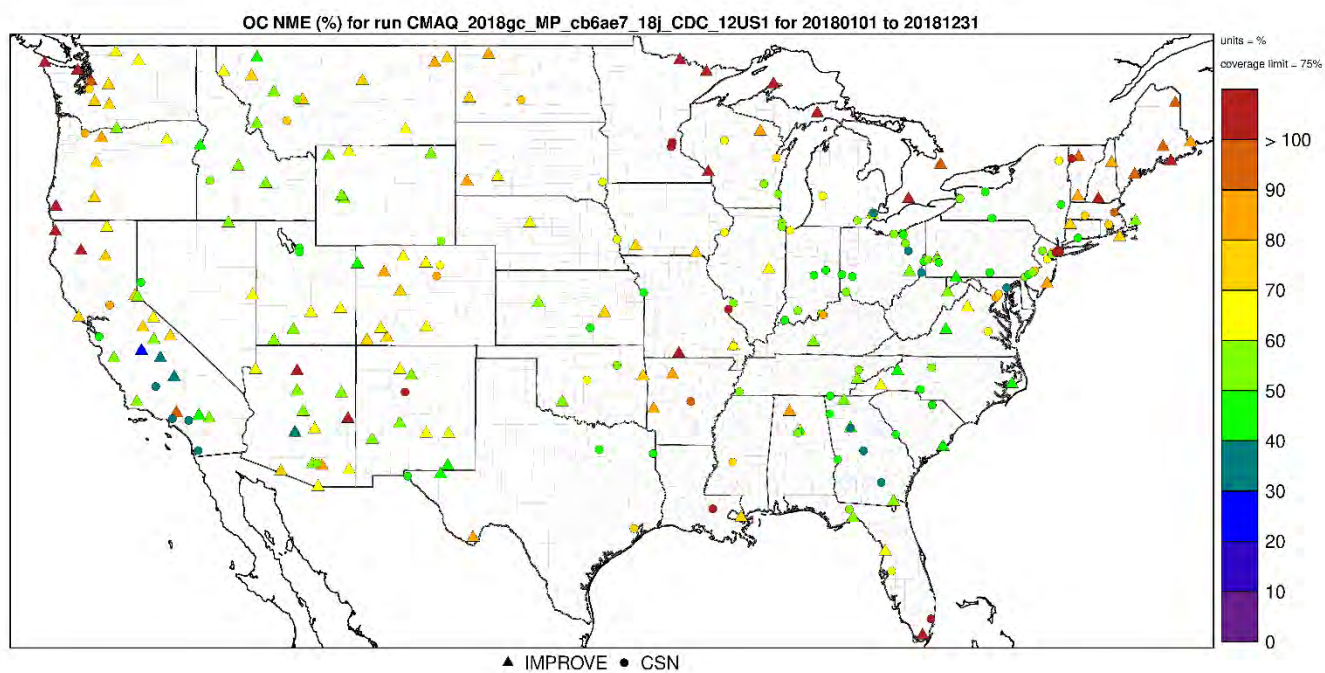 OC NME (%) for run CMAQ_2018gc_MP_cb6ae7_18j_CDC_12US1 for 20180101 to 20181231
units = %
coverage limit = 75%
> 100
90
80
70
60
50
40
30
20
10
0
▲ IMPROVE ● CSN